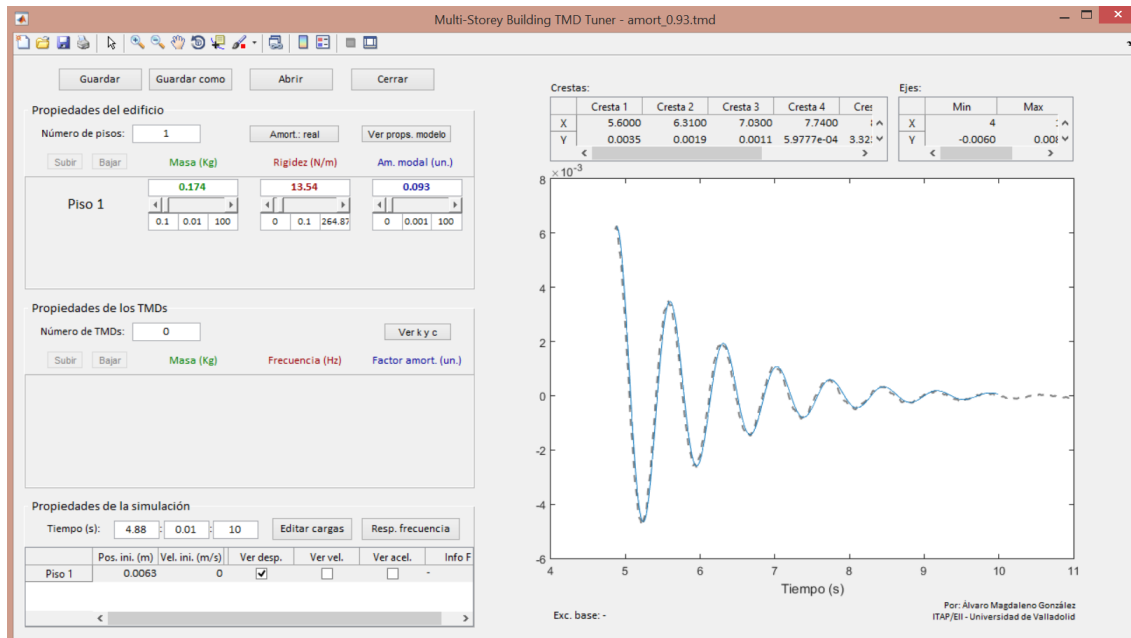 Multi-Storey Building TMD Tuner - amort_0.93.tmd
Guardar Guardar como Abrir Cerrar
Propiedades del edificio
Número de pisos: 1 Amort.: real Ver props. modelo
Subir Bajar Masa (Kg) Rigidez (N/m) Am. modal (un.)
Piso 1 0.174 13.54 0.093
0.1 0.01 100 0 0.1 264.87 0 0.001 100
Propiedades de los TMDs
Número de TMDs: 0 Ver k y c
Subir Bajar Masa (Kg) Frecuencia (Hz) Factor amort. (un.)
Propiedades de la simulación
Tiempo (s): 4.88 : 0.01 : 10 Editar cargas Resp. frecuencia
Pos. ini. (m) Vel. ini. (m/s) Ver desp. Ver vel. Ver acel. Info F
Piso 1 0.0063 0 -
Crestas:
Cresta 1 Cresta 2 Cresta 3 Cresta 4 Cres
X 5.6000 6.3100 7.0300 7.7400
Y 0.0035 0.0019 0.0011 5.9777e-04 3.32
Ejes:
Min Max
X 4
Y -0.0060 0.00
×10⁻³
8
6
4
2
0
-2
-4
-6
4 5 6 7 8 9 10 11
Tiempo (s)
Exc. base: -
Por: Álvaro Magdaleno González
ITAP/EII - Universidad de Valladolid